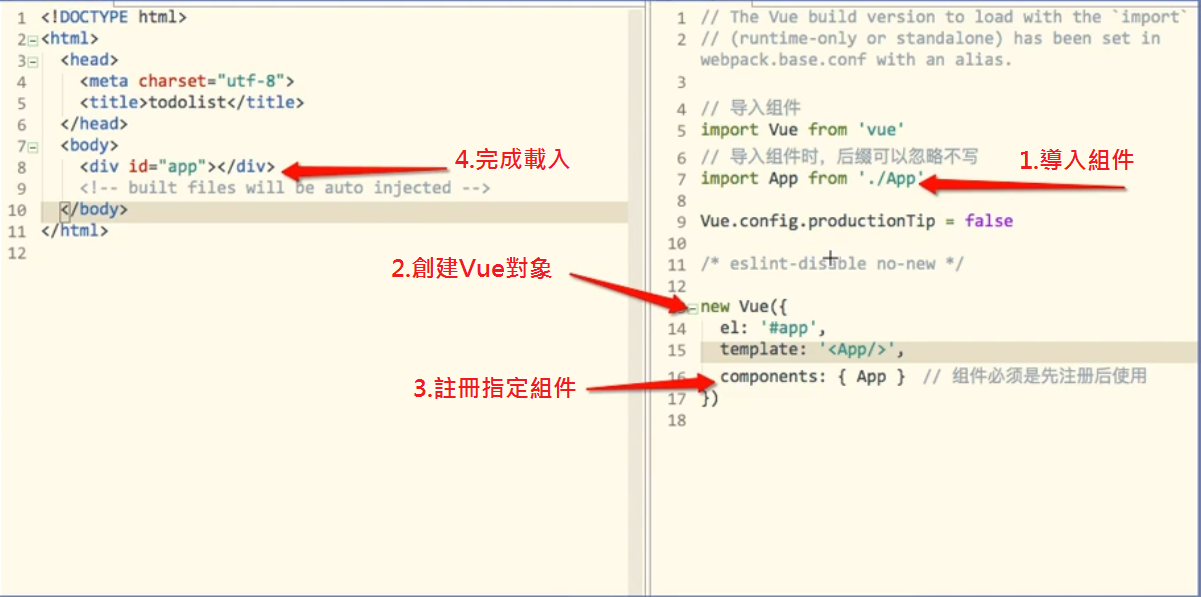 1 <!DOCTYPE html>
2 <html>
3 <head>
4 <meta charset="utf-8">
5 <title>todolist</title>
6 </head>
7 <body>
8 <div id="app"></div>
9 <!-- built files will be auto injected -->
10 </body>
11 </html>
12
4.完成載入
1 // The Vue build version to load with the `import`
2 // (runtime-only or standalone) has been set in
webpack.base.conf with an alias.
3
4 // 导入组件
5 import Vue from 'vue'
6 // 导入组件时，后缀可以忽略不写
7 import App from './App'
1.導入組件
8
9 Vue.config.productionTip = false
10
11 /* eslint-disable no-new */
12
2.創建Vue對象
13 new Vue({
14 el: '#app',
15 template: '<App/>',
3.註冊指定組件
16 components: { App } // 组件必须是先注册后使用
17 })
18